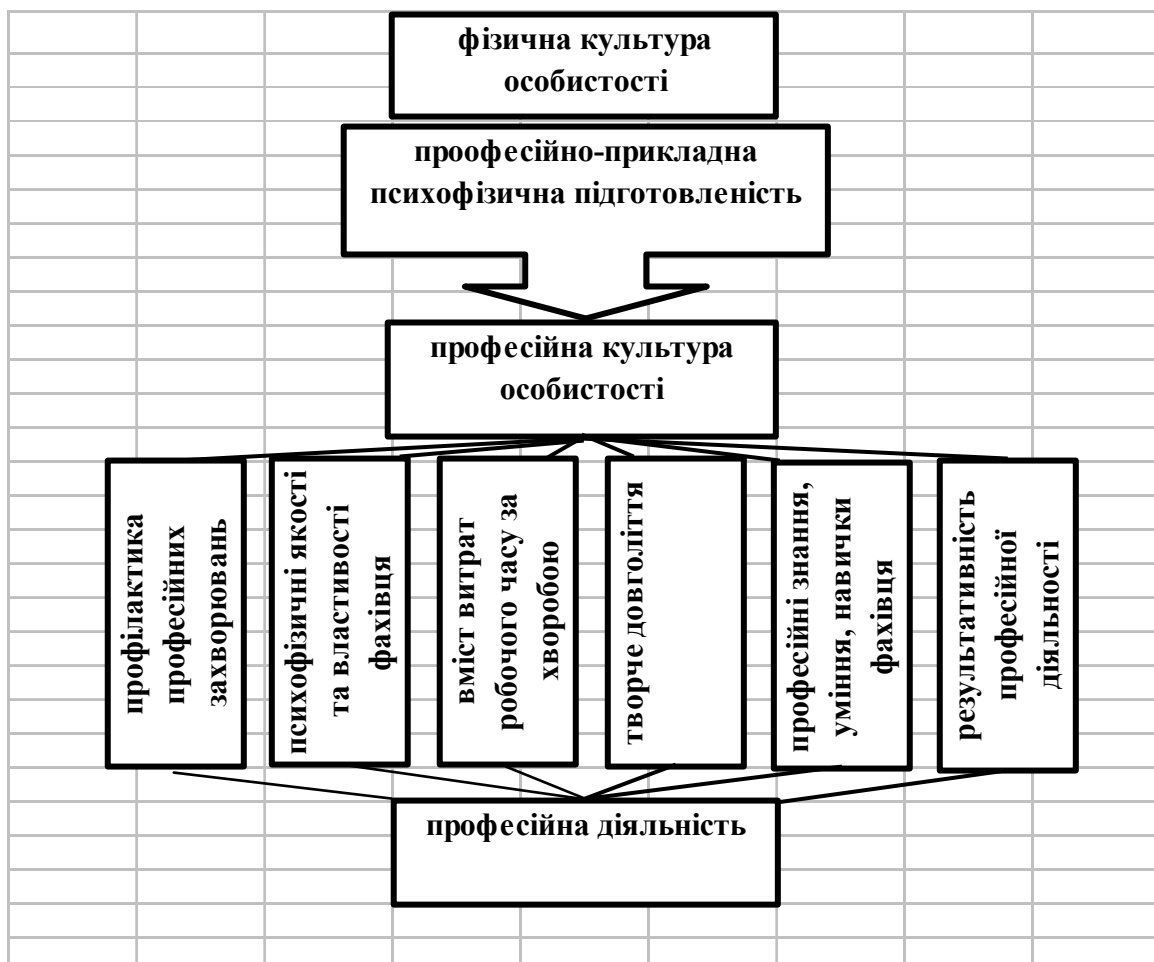 фізична культура
особистості
проофесійно-прикладна
психофізична підготовленість
професійна культура
особистості
профілактика
професійних
захворювань
психофізичні якості
та властивості
фахівця
вміст витрат
робочого часу за
хворобою
творче довголіття
професійні знання,
уміння, навички
фахівця
результативність
професійної
діяльності
професійна діяльність